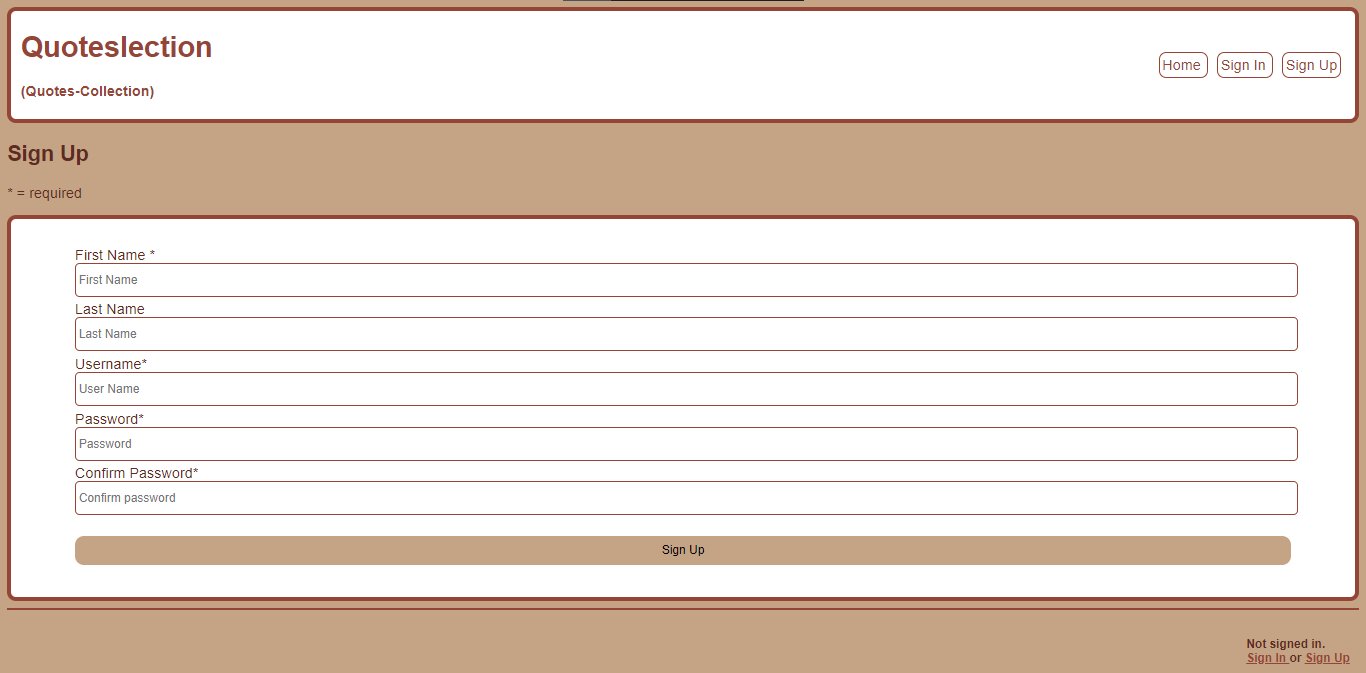 Quoteslection
(Quotes-Collection)
Home Sign In Sign Up
Sign Up
* = required
First Name *
First Name
Last Name
Last Name
Username*
User Name
Password*
Password
Confirm Password*
Confirm password
Sign Up
Not signed in.
Sign In or Sign Up